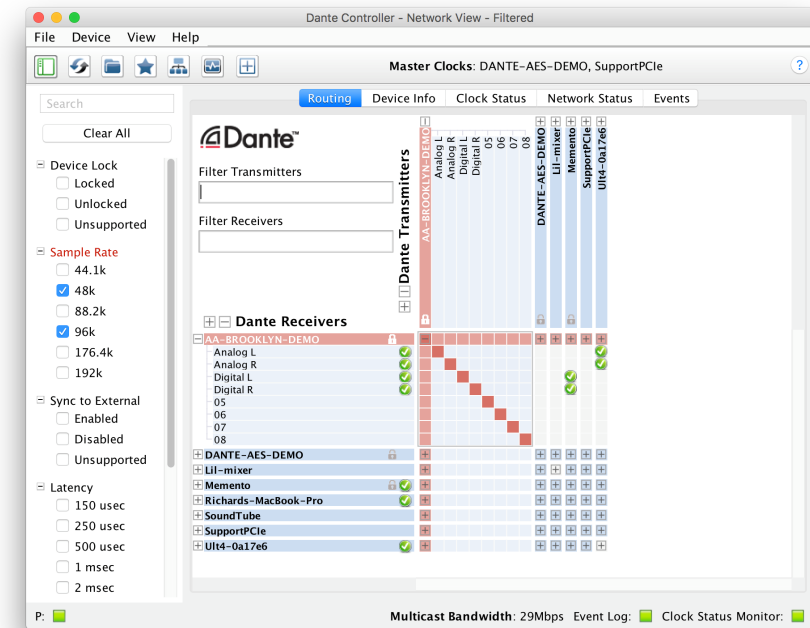 Dante Controller - Network View - Filtered
File Device View Help
Master Clocks: DANTE-AES-DEMO, SupportPCIe
?
Search
Clear All
Device Lock
Locked
Unlocked
Unsupported
Sample Rate
44.1k
48k
88.2k
96k
176.4k
192k
Sync to External
Enabled
Disabled
Unsupported
Latency
150 usec
250 usec
500 usec
1 msec
2 msec
Routing Device Info Clock Status Network Status Events
Dante™
Filter Transmitters
Filter Receivers
Dante Transmitters
AA-BROOKLYN-DEMO
Analog L
Analog R
Digital L
Digital R
05
06
07
08
DANTE-AES-DEMO
Lil-mixer
Memento
SupportPCIe
Ult4-0a17e6
Dante Receivers
AA-BROOKLYN-DEMO
Analog L
Analog R
Digital L
Digital R
05
06
07
08
DANTE-AES-DEMO
Lil-mixer
Memento
Richards-MacBook-Pro
SoundTube
SupportPCIe
Ult4-0a17e6
P: Multicast Bandwidth: 29Mbps Event Log: Clock Status Monitor: